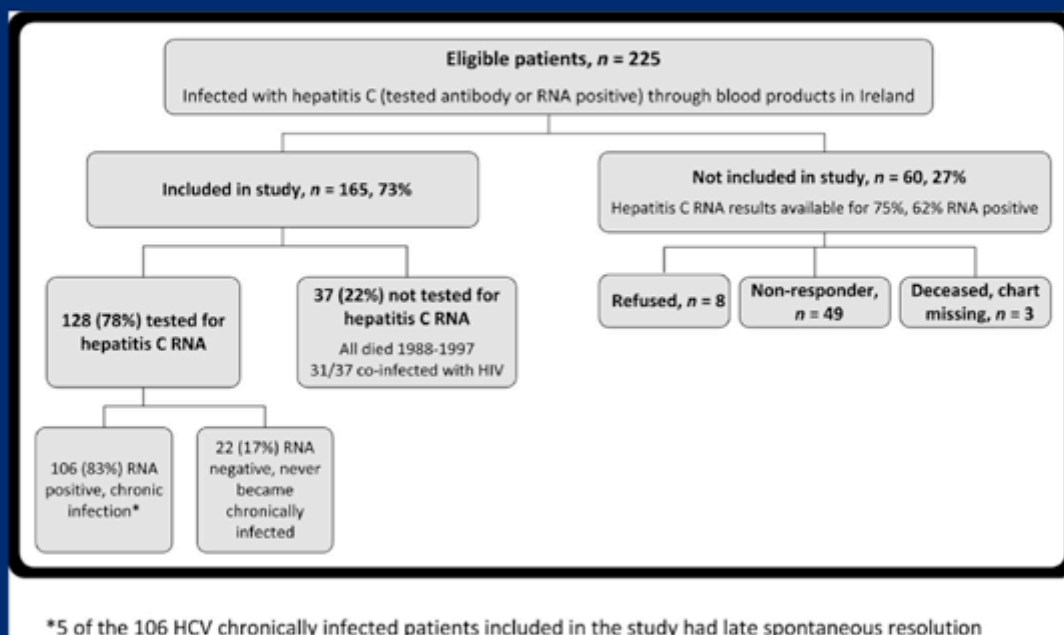 Eligible patients, n = 225
Infected with hepatitis C (tested antibody or RNA positive) through blood products in Ireland
Included in study, n = 165, 73%
Not included in study, n = 60, 27%
Hepatitis C RNA results available for 75%, 62% RNA positive
128 (78%) tested for
hepatitis C RNA
37 (22%) not tested for
hepatitis C RNA
All died 1988-1997
31/37 co-infected with HIV
Refused, n = 8
Non-responder,
n = 49
Deceased, chart
missing, n = 3
106 (83%) RNA
positive, chronic
infection*
22 (17%) RNA
negative, never
became
chronically
infected
*5 of the 106 HCV chronically infected patients included in the study had late spontaneous resolution